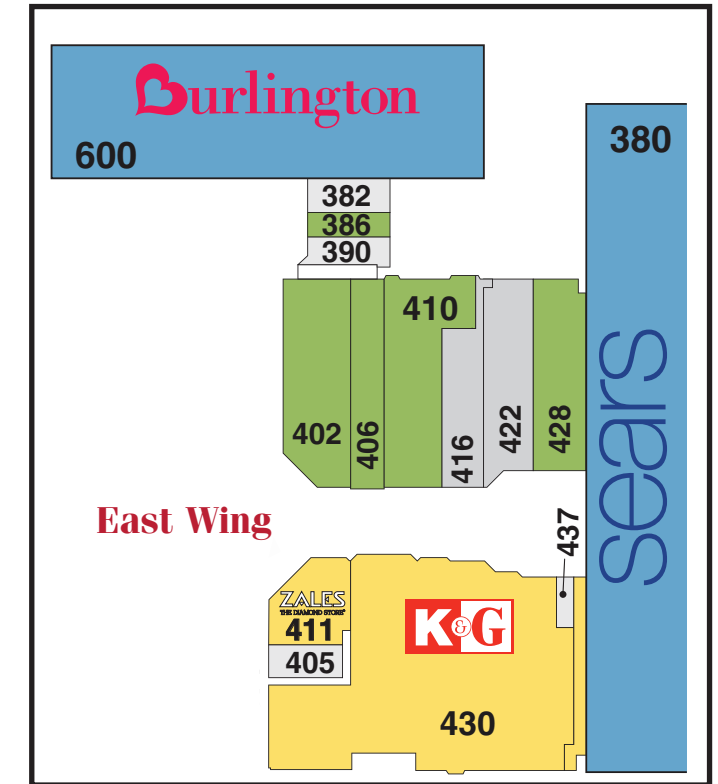 Burlington
600
380
382
386
390
410
402
406
416
422
428
sears
East Wing
437
ZALES
THE DIAMOND STORE®
411
405
K&G
430